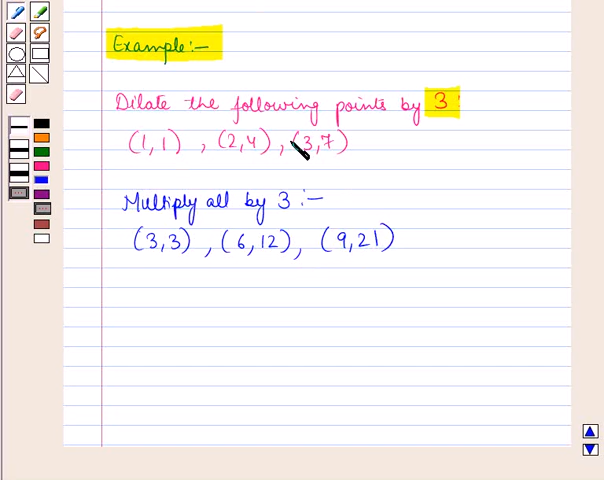 Example:-
Dilate the following points by 3:
(1,1) , (2,4) , (3,7)
Multiply all by 3 :-
(3,3) , (6,12) , (9,21)